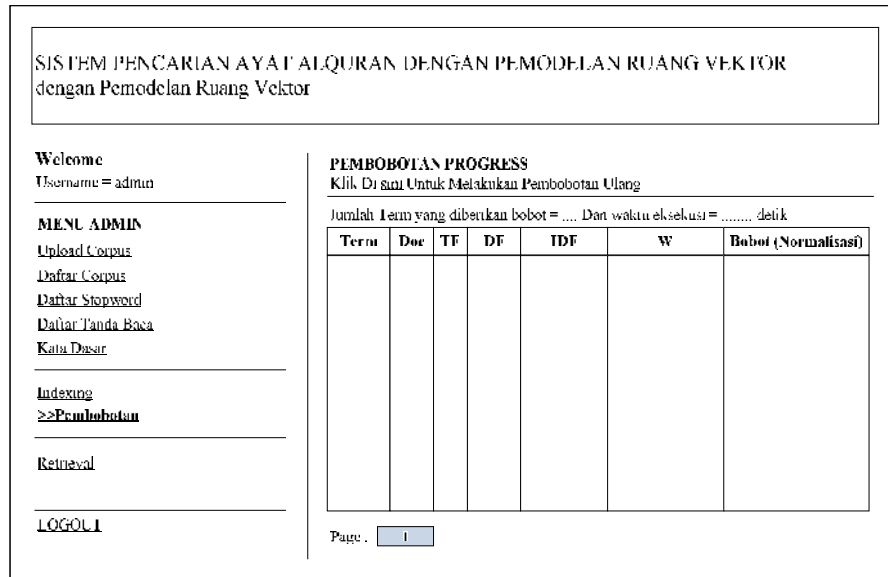 SISTEM PENCARIAN AYAT ALQURAN DENGAN PEMODELAN RUANG VEKTOR
dengan Pemodelan Ruang Vektor
Welcome
Username = admin
MENU ADMIN
Upload Corpus
Daftar Corpus
Daftar Stopword
Daftar Tanda Baca
Kata Dasar
Indexing
>>Pembobotan
Retrieval
LOGOUT
PEMBOBOTAN PROGRESS
Klik Di sini Untuk Melakukan Pembobotan Ulang
Jumlah Term yang diberikan bobot = .... Dan waktu eksekusi = ........ detik
Term Doc TF DF IDF W Bobot (Normalisasi)
Page : 1